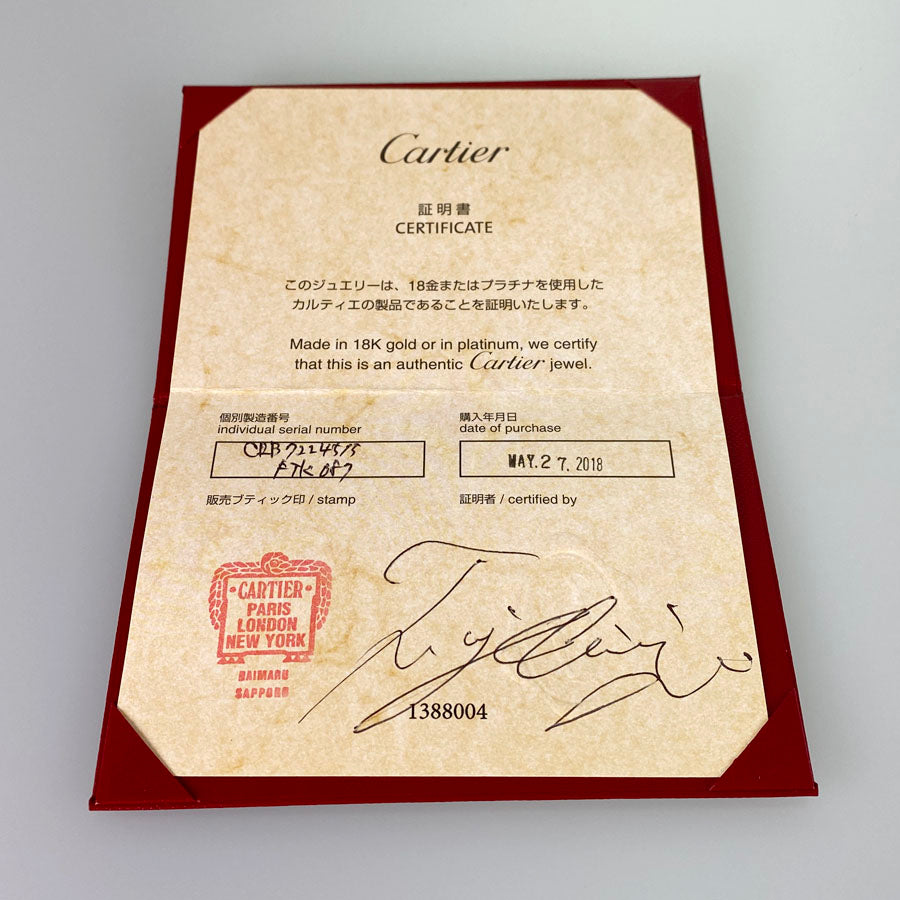 Cartier
証明書
CERTIFICATE
このジュエリーは、18金またはプラチナを使用した
カルティエの製品であることを証明いたします。
Made in 18K gold or in platinum, we certify
that this is an authentic Cartier jewel.
個別製造番号
individual serial number
CRB7224515
FTK087
購入年月日
date of purchase
MAY.27.2018
販売ブティック印 / stamp
証明者 / certified by
CARTIER
PARIS
LONDON
NEW YORK
DAIMARU
SAPPORO
1388004